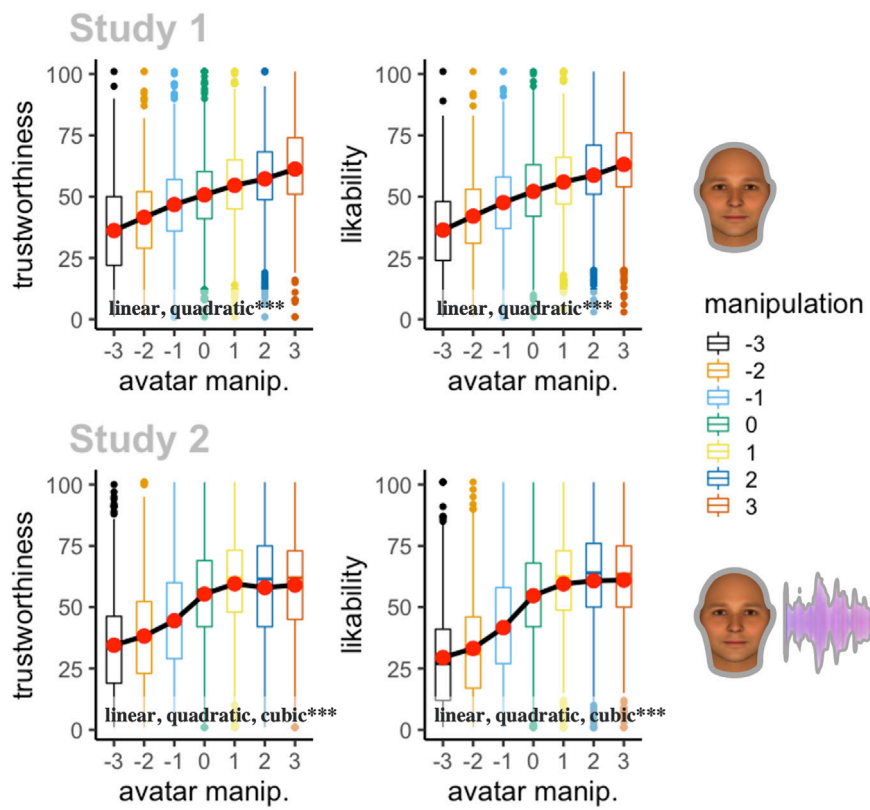 Study 1
trustworthiness
100
75
50
25
0
linear, quadratic***
-3 -2 -1 0 1 2 3
avatar manip.
likability
100
75
50
25
0
linear, quadratic***
-3 -2 -1 0 1 2 3
avatar manip.
manipulation
-3
-2
-1
0
1
2
3
Study 2
trustworthiness
100
75
50
25
0
linear, quadratic, cubic***
-3 -2 -1 0 1 2 3
avatar manip.
likability
100
75
50
25
0
linear, quadratic, cubic***
-3 -2 -1 0 1 2 3
avatar manip.